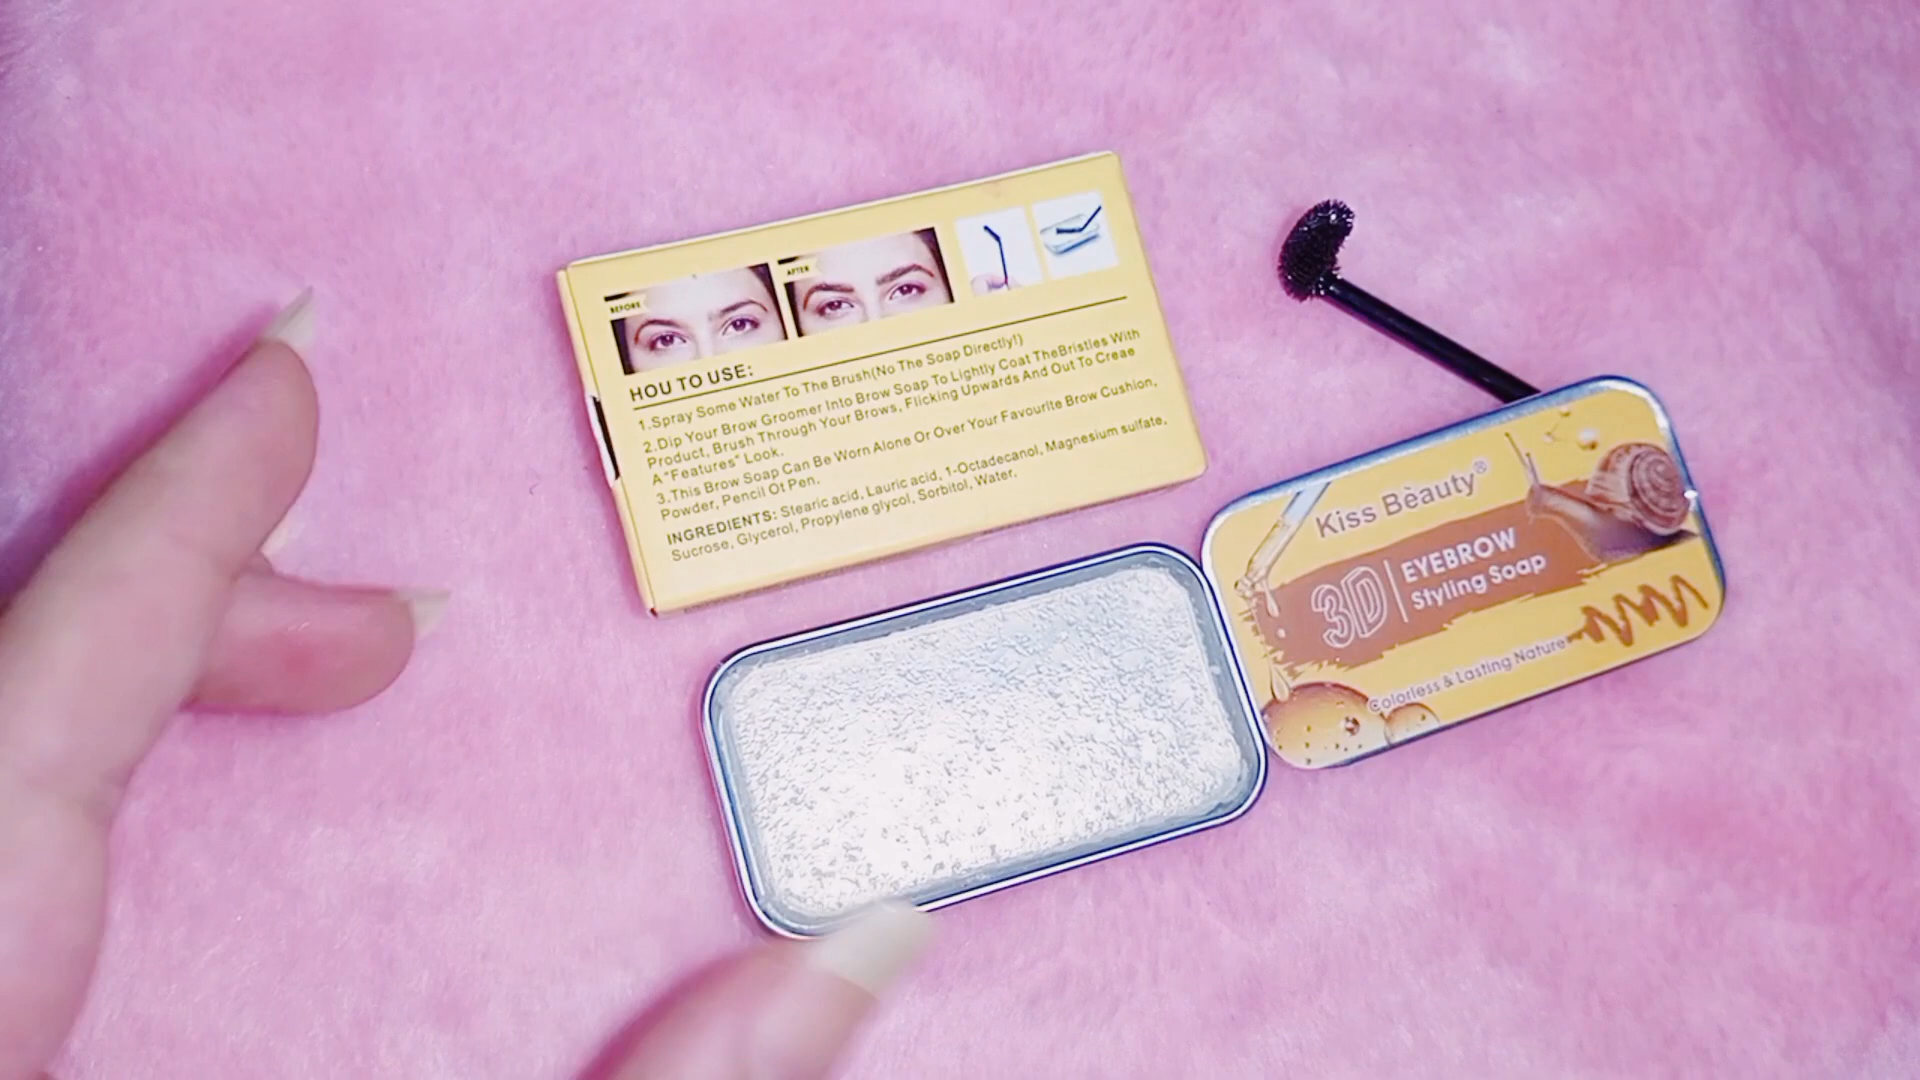 BEFORE
AFTER
HOU TO USE:
1.Spray Some Water To The Brush(No The Soap Directly!)
2.Dip Your Brow Groomer Into Brow Soap To Lightly Coat TheBristles With
Product, Brush Through Your Brows, Flicking Upwards And Out To Creae
A "Features" Look.
3.This Brow Soap Can Be Worn Alone Or Over Your Favourite Brow Cushion,
Powder, Pencil Ot Pen.
INGREDIENTS: Stearic acid, Lauric acid, 1-Octadecanol, Magnesium sulfate,
Sucrose, Glycerol, Propylene glycol, Sorbitol, Water.
Kiss Bèauty®
3D
EYEBROW
Styling Soap
Colorless & Lasting Nature